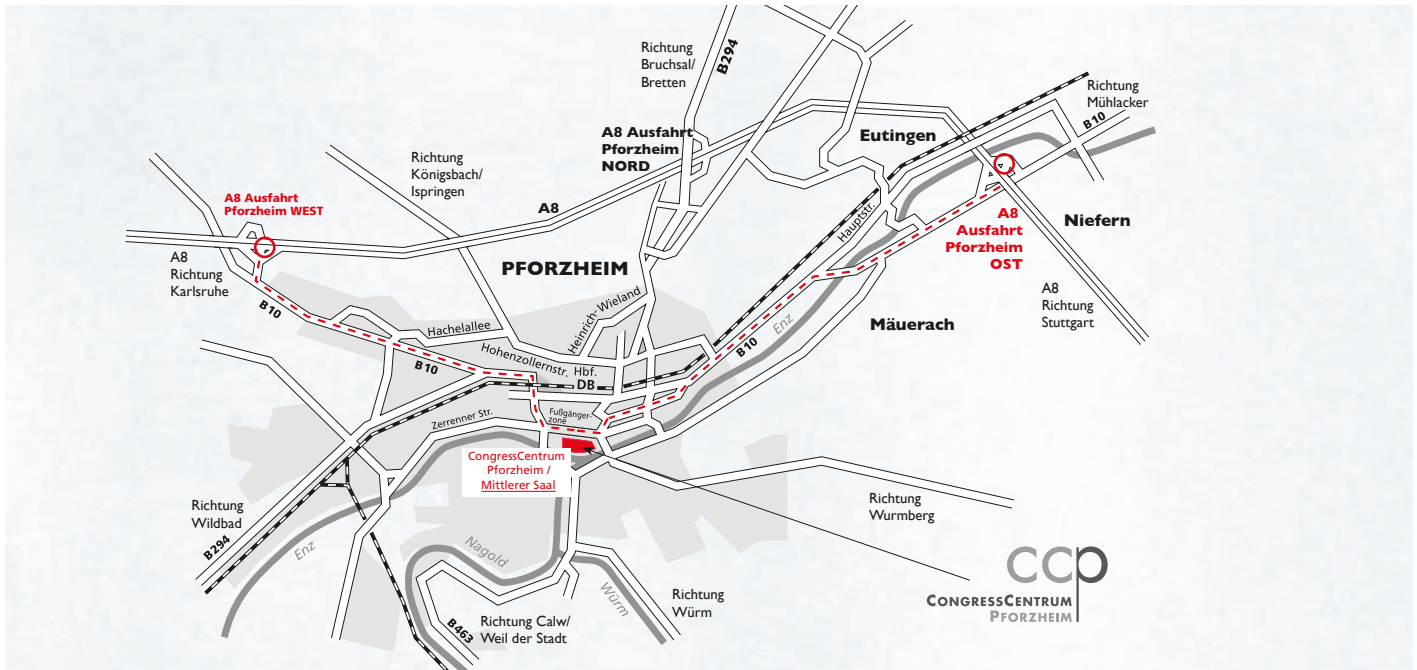 Richtung
Bruchsal/
Bretten
B294
Richtung
Mühlacker
B10
A8 Ausfahrt
Pforzheim
NORD
Eutingen
Richtung
Königsbach/
Ispringen
A8 Ausfahrt
Pforzheim WEST
A8
Hauptstr.
A8
Ausfahrt
Pforzheim
OST
Niefern
A8
Richtung
Karlsruhe
PFORZHEIM
A8
Richtung
Stuttgart
B10
Hachelallee
Heinrich-Wieland
Enz
Mäuerach
Hohenzollernstr.
B10
B10
Hbf.
DB
Zerrenner Str.
Fußgänger-
zone
CongressCentrum
Pforzheim /
Mittlerer Saal
Richtung
Wildbad
B294
Enz
Nagold
Würm
Richtung
Wurmberg
Richtung
Würm
Richtung Calw/
Weil der Stadt
B463
ccp
CONGRESSCENTRUM
PFORZHEIM